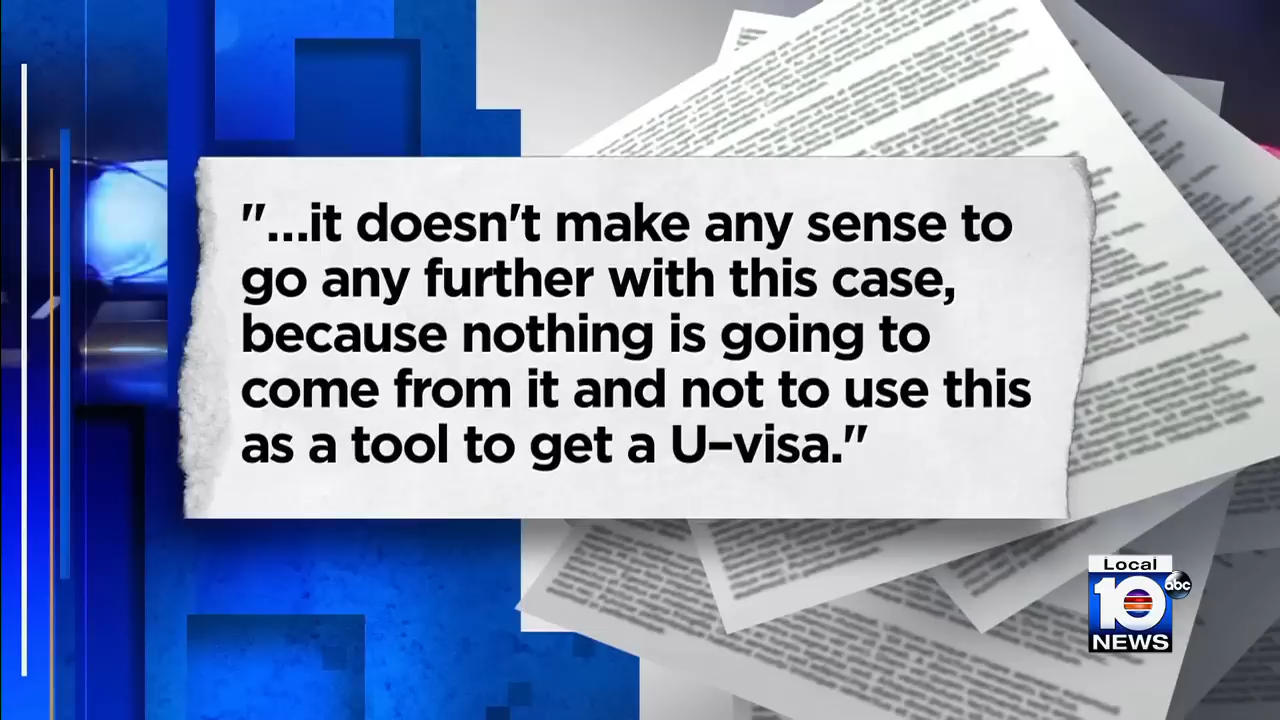 "...it doesn't make any sense to
go any further with this case,
because nothing is going to
come from it and not to use this
as a tool to get a U–visa."
Local
10
abc
NEWS